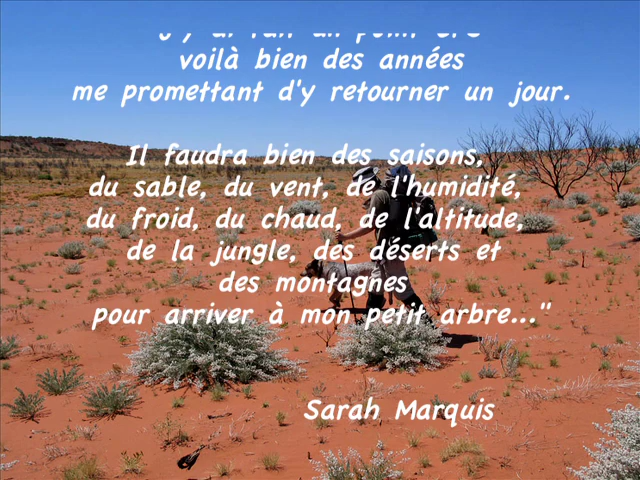 voilà bien des années
me promettant d'y retourner un jour.
Il faudra bien des saisons,
du sable, du vent, de l'humidité,
du froid, du chaud, de l'altitude,
de la jungle, des déserts et
des montagnes
pour arriver à mon petit arbre..."
Sarah Marquis